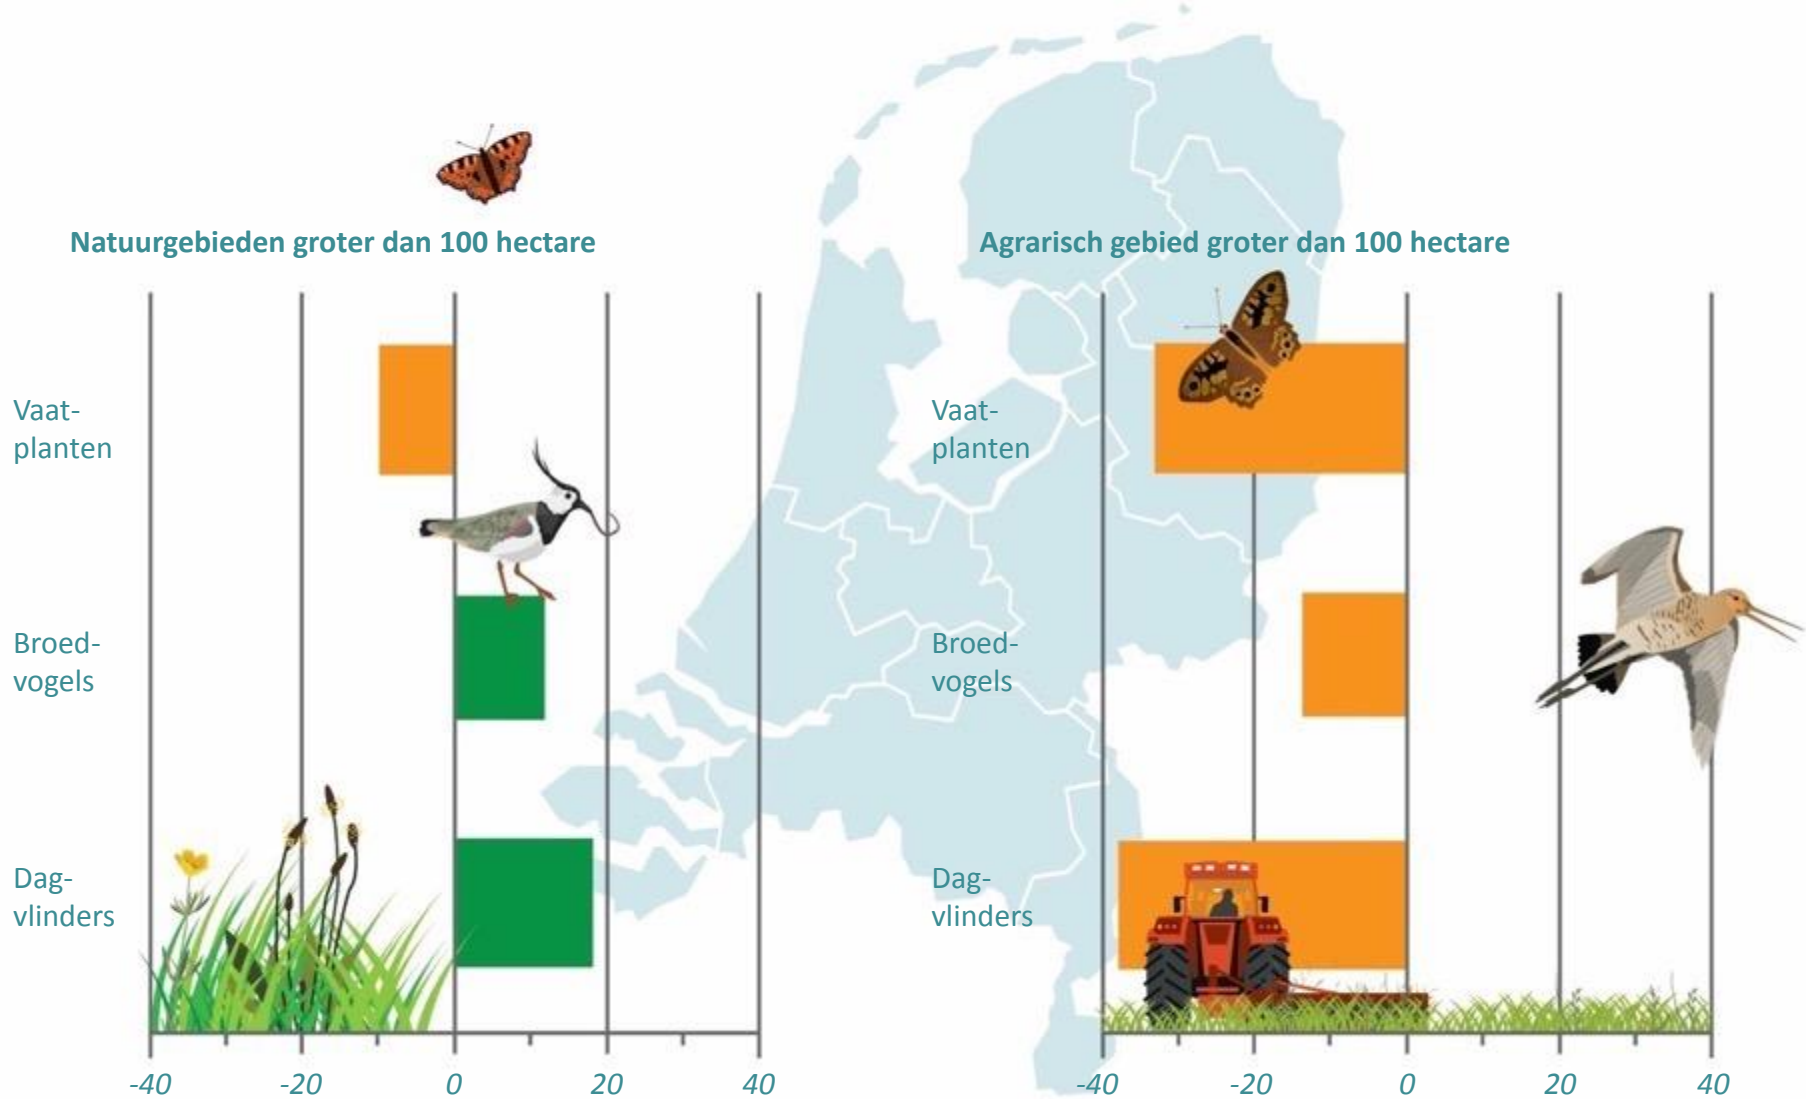 Natuurgebieden groter dan 100 hectare
Vaat-
planten
Broed-
vogels
Dag-
vlinders
-40 -20 0 20 40
Agrarisch gebied groter dan 100 hectare
Vaat-
planten
Broed-
vogels
Dag-
vlinders
-40 -20 0 20 40